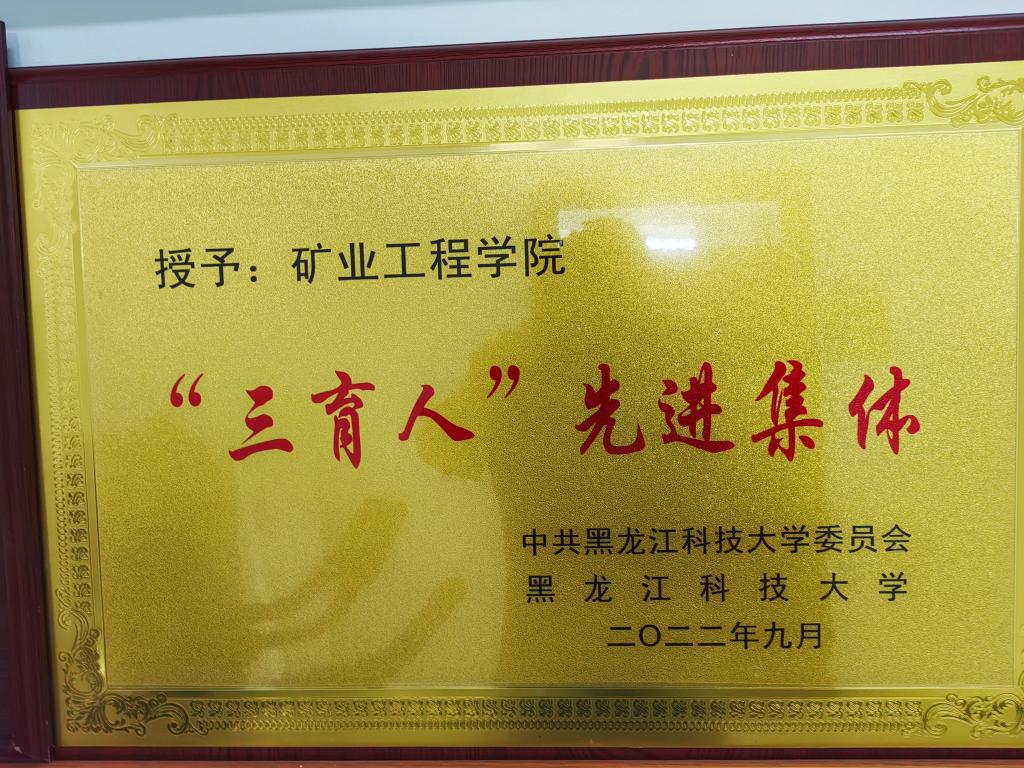 授予：矿业工程学院
“三育人”先进集体
中共黑龙江科技大学委员会
黑龙江科技大学
二〇二二年九月